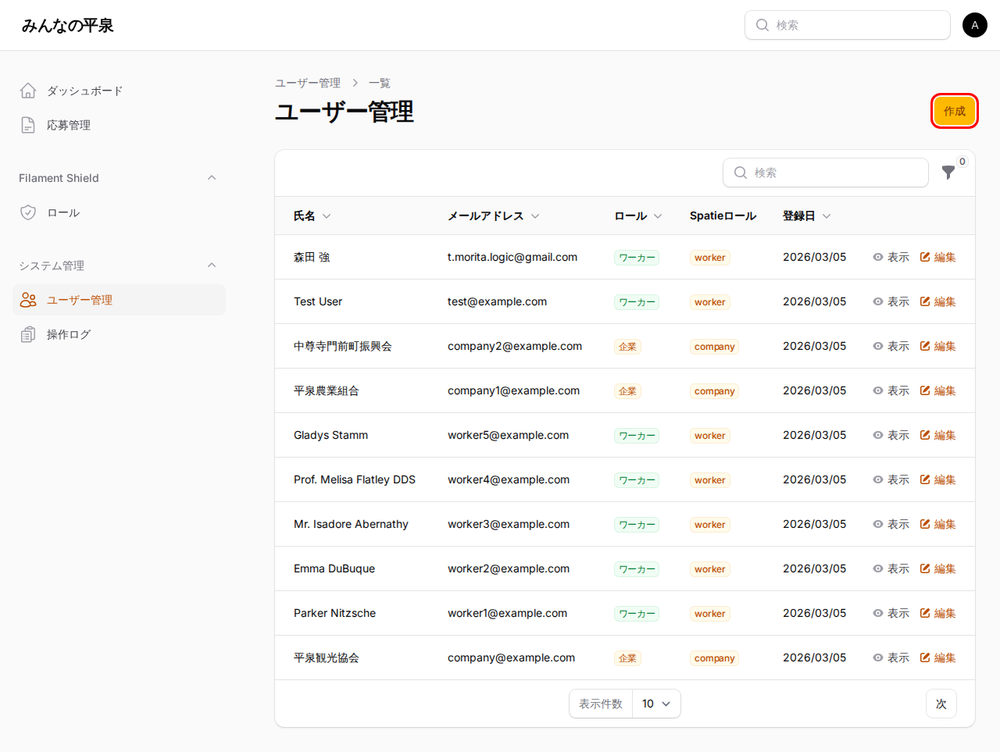 みんなの平泉
検索
A
ダッシュボード
応募管理
Filament Shield
ロール
システム管理
ユーザー管理
操作ログ
ユーザー管理 一覧
ユーザー管理
作成
検索
0
氏名 メールアドレス ロール Spatieロール 登録日
森田 強 t.morita.logic@gmail.com ワーカー worker 2026/03/05 表示 編集
Test User test@example.com ワーカー worker 2026/03/05 表示 編集
中尊寺門前町振興会 company2@example.com 企業 company 2026/03/05 表示 編集
平泉農業組合 company1@example.com 企業 company 2026/03/05 表示 編集
Gladys Stamm worker5@example.com ワーカー worker 2026/03/05 表示 編集
Prof. Melisa Flatley DDS worker4@example.com ワーカー worker 2026/03/05 表示 編集
Mr. Isadore Abernathy worker3@example.com ワーカー worker 2026/03/05 表示 編集
Emma DuBuque worker2@example.com ワーカー worker 2026/03/05 表示 編集
Parker Nitzsche worker1@example.com ワーカー worker 2026/03/05 表示 編集
平泉観光協会 company@example.com 企業 company 2026/03/05 表示 編集
表示件数 10
次